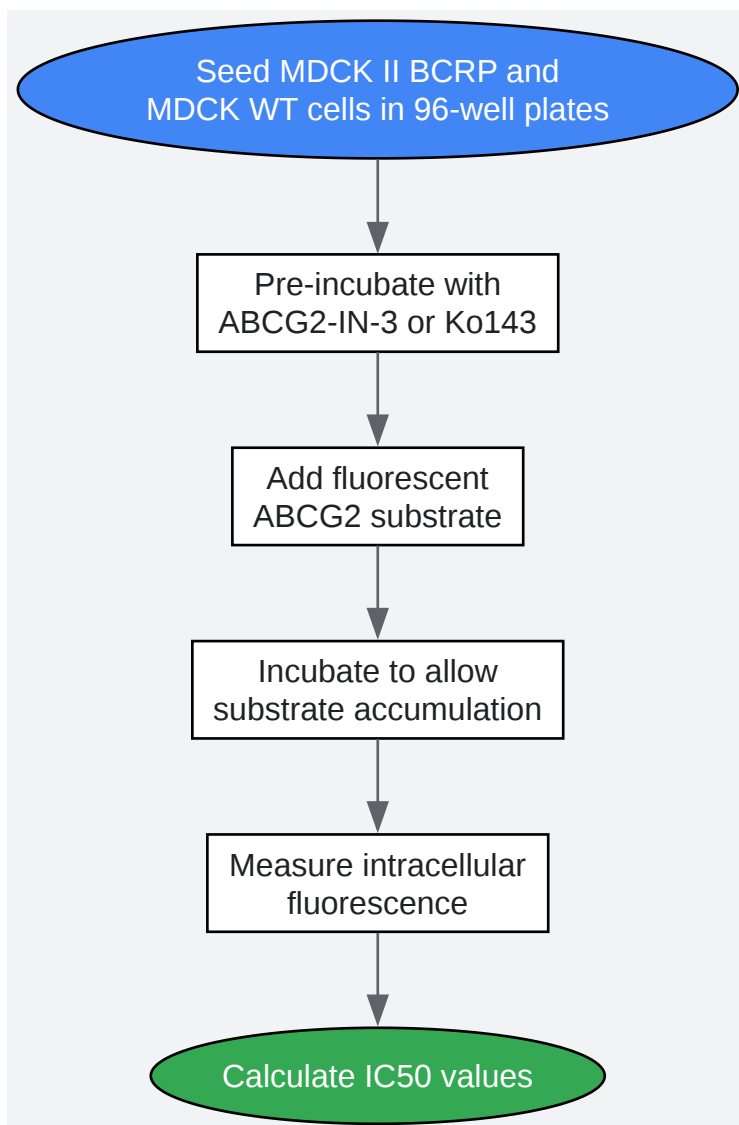 Seed MDCK II BCRP and
MDCK WT cells in 96-well plates
Pre-incubate with
ABCG2-IN-3 or Ko143
Add fluorescent
ABCG2 substrate
Incubate to allow
substrate accumulation
Measure intracellular
fluorescence
Calculate IC50 values